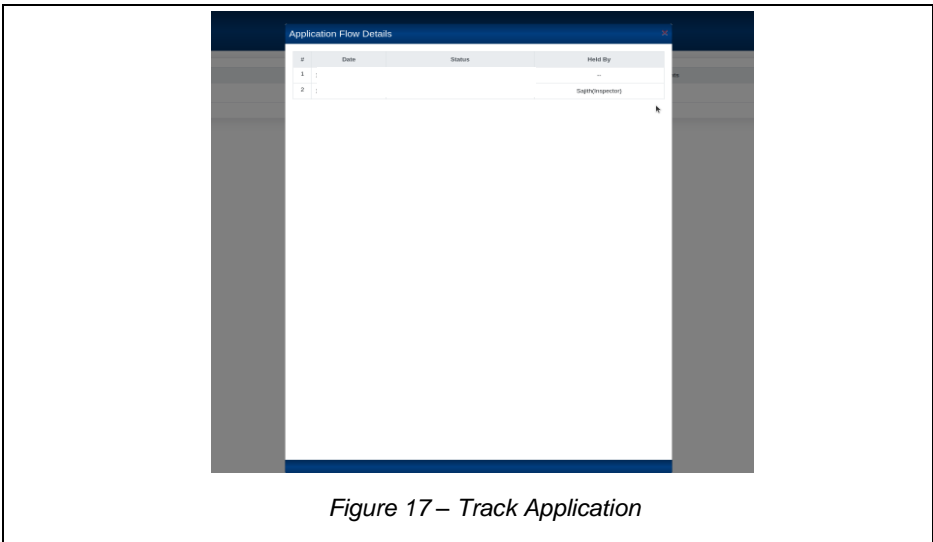 Application Flow Details
# Date Status Held By
1 : --
2 : Sajith(Inspector)
Figure 17 – Track Application